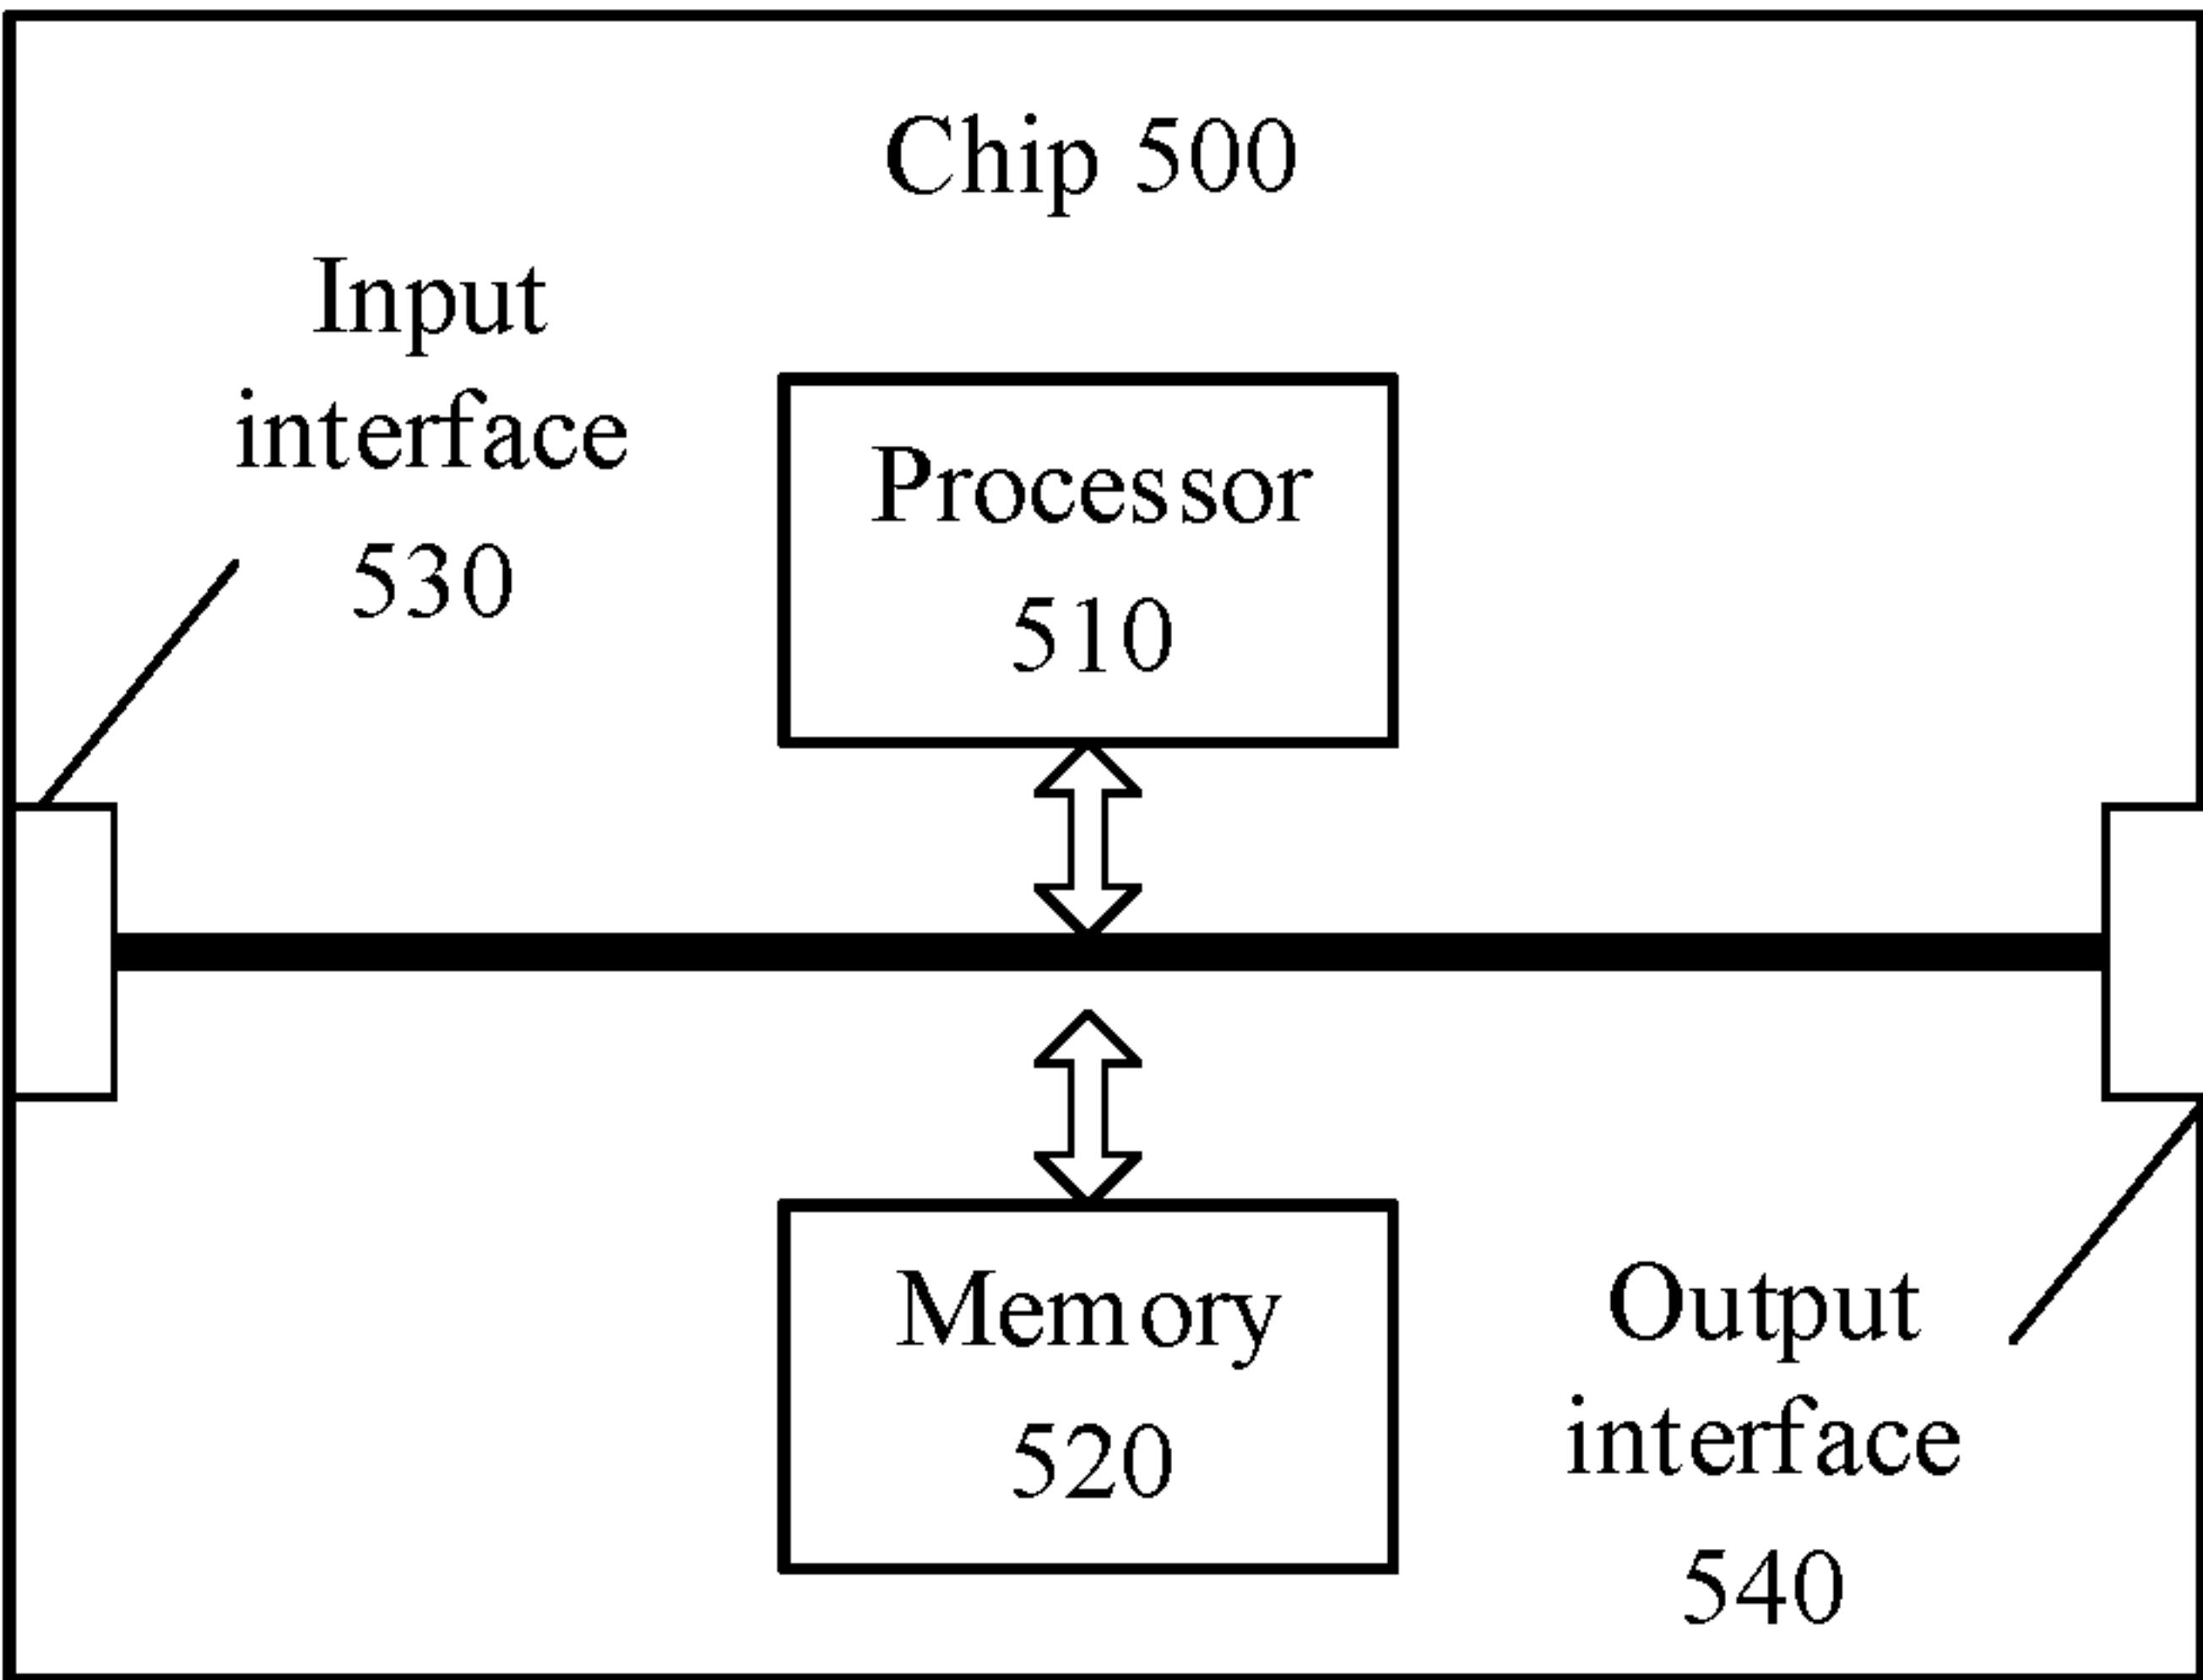 Chip 500
Input
interface
530
Processor
510
Memory
520
Output
interface
540